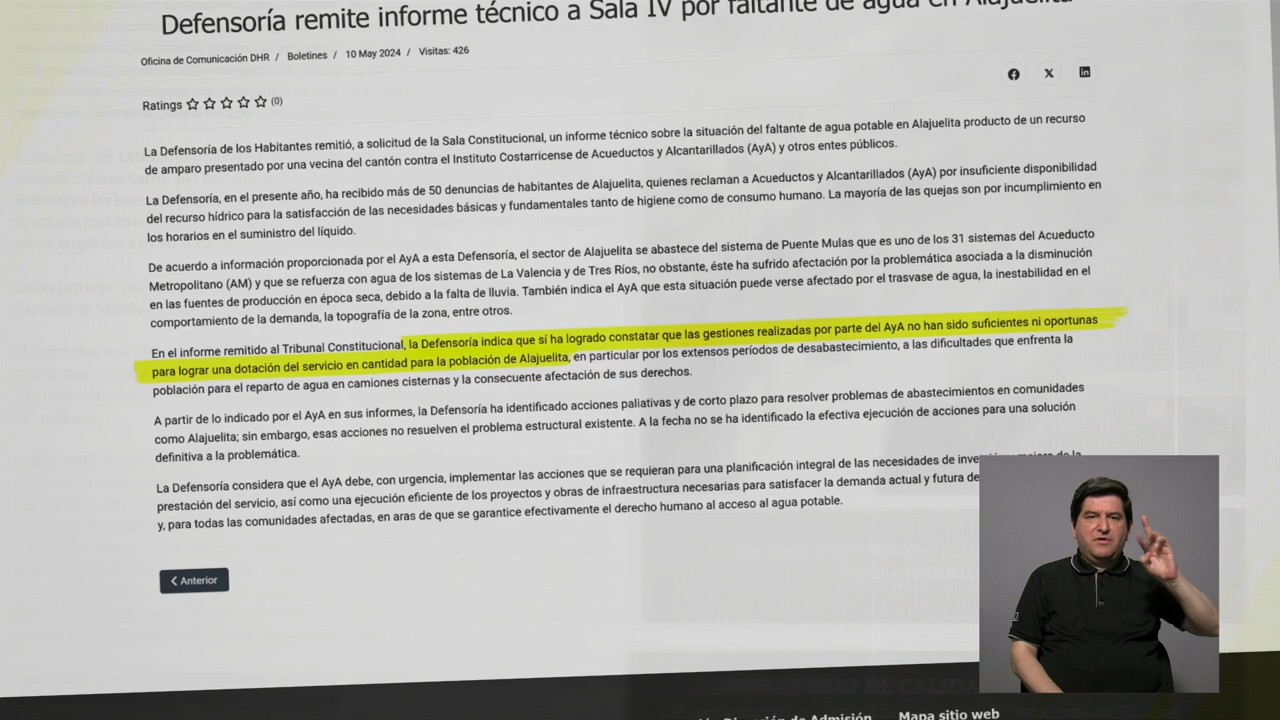 Defensoría remite informe técnico a Sala IV por faltante de agua en Alajuelita
Oficina de Comunicación DHR / Boletines / 10 May 2024 / Visitas: 426
Ratings (0)
La Defensoría de los Habitantes remitió, a solicitud de la Sala Constitucional, un informe técnico sobre la situación del faltante de agua potable en Alajuelita producto de un recurso
de amparo presentado por una vecina del cantón contra el Instituto Costarricense de Acueductos y Alcantarillados (AyA) y otros entes públicos.
La Defensoría, en el presente año, ha recibido más de 50 denuncias de habitantes de Alajuelita, quienes reclaman a Acueductos y Alcantarillados (AyA) por insuficiente disponibilidad
del recurso hídrico para la satisfacción de las necesidades básicas y fundamentales tanto de higiene como de consumo humano. La mayoría de las quejas son por incumplimiento en
los horarios en el suministro del líquido.
De acuerdo a información proporcionada por el AyA a esta Defensoría, el sector de Alajuelita se abastece del sistema de Puente Mulas que es uno de los 31 sistemas del Acueducto
Metropolitano (AM) y que se refuerza con agua de los sistemas de La Valencia y de Tres Ríos, no obstante, éste ha sufrido afectación por la problemática asociada a la disminución
en las fuentes de producción en época seca, debido a la falta de lluvia. También indica el AyA que esta situación puede verse afectado por el trasvase de agua, la inestabilidad en el
comportamiento de la demanda, la topografía de la zona, entre otros.
En el informe remitido al Tribunal Constitucional, la Defensoría indica que sí ha logrado constatar que las gestiones realizadas por parte del AyA no han sido suficientes ni oportunas
para lograr una dotación del servicio en cantidad para la población de Alajuelita, en particular por los extensos períodos de desabastecimiento, a las dificultades que enfrenta la
población para el reparto de agua en camiones cisternas y la consecuente afectación de sus derechos.
A partir de lo indicado por el AyA en sus informes, la Defensoría ha identificado acciones paliativas y de corto plazo para resolver problemas de abastecimientos en comunidades
como Alajuelita; sin embargo, esas acciones no resuelven el problema estructural existente. A la fecha no se ha identificado la efectiva ejecución de acciones para una solución
definitiva a la problemática.
La Defensoría considera que el AyA debe, con urgencia, implementar las acciones que se requieran para una planificación integral de las necesidades de
prestación del servicio, así como una ejecución eficiente de los proyectos y obras de infraestructura necesarias para satisfacer la demanda actual y futura de
y, para todas las comunidades afectadas, en aras de que se garantice efectivamente el derecho humano al acceso al agua potable.
Anterior
Dirección de Admisión Mapa sitio web